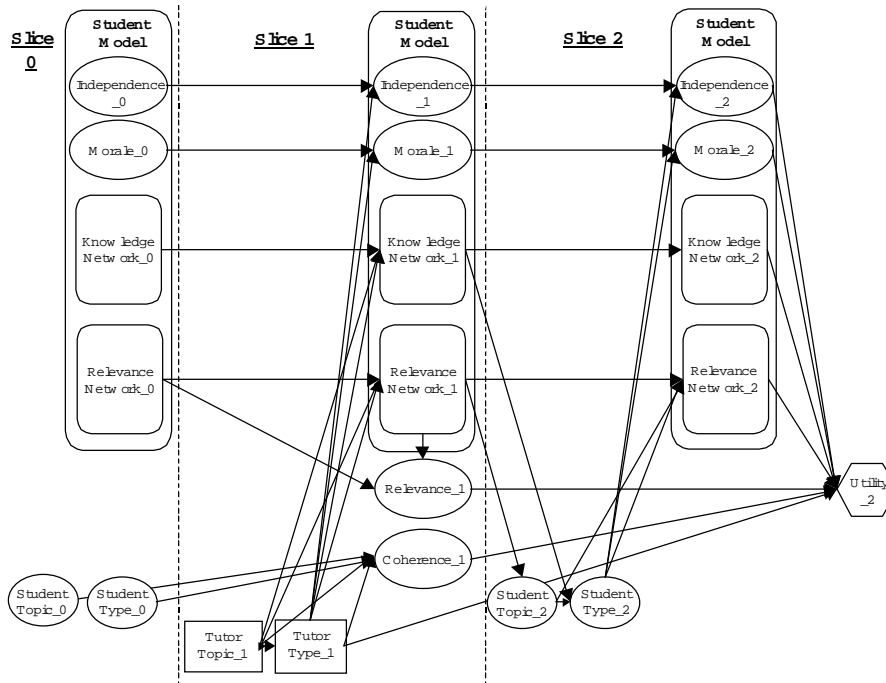 Slice
0
Student
Model
Independence
_0
Morale_0
Knowledge
Network_0
Relevance
Network_0
Student
Topic_0
Student
Type_0
Slice 1
Student
Model
Independence
_1
Morale_1
Knowledge
Network_1
Relevance
Network_1
Relevance_1
Coherence_1
Tutor
Topic_1
Tutor
Type_1
Slice 2
Student
Model
Independence
_2
Morale_2
Knowledge
Network_2
Relevance
Network_2
Student
Topic_2
Student
Type_2
Utility
_2